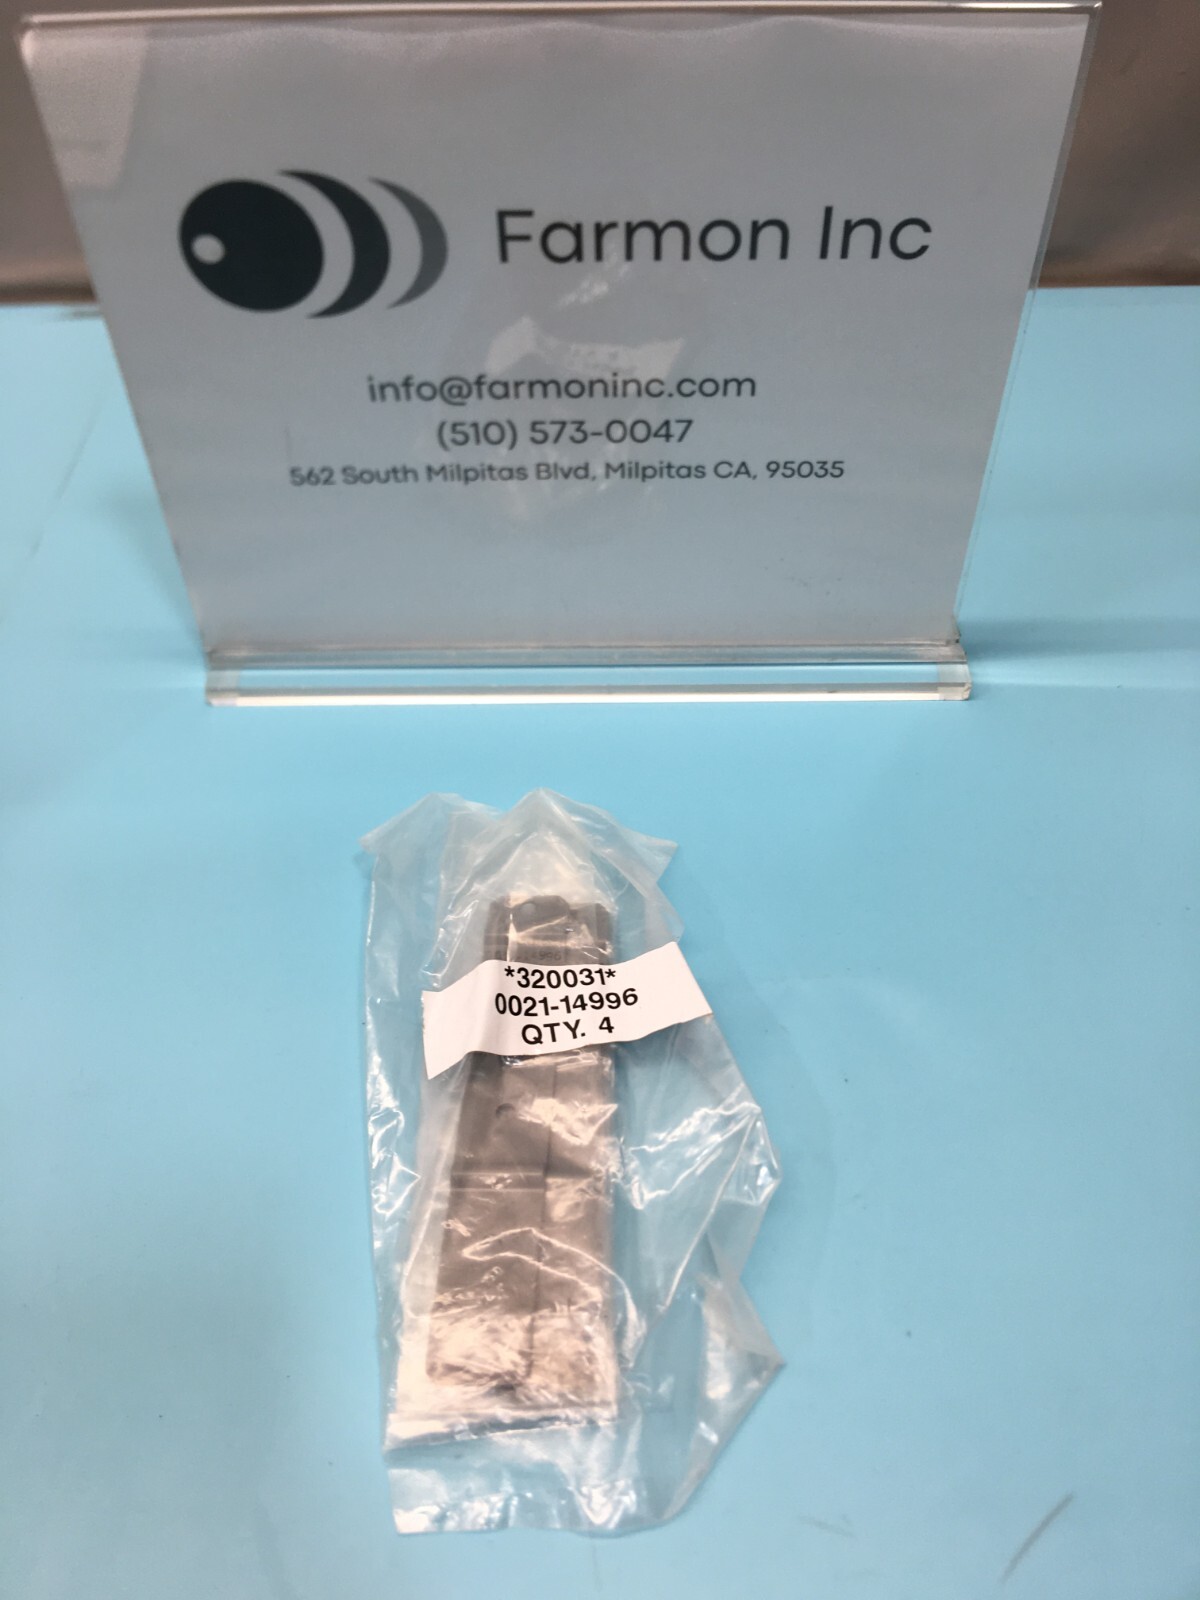 Farmon Inc
info@farmoninc.com
(510) 573-0047
562 South Milpitas Blvd, Milpitas CA, 95035
*320031*
0021-14996
QTY. 4